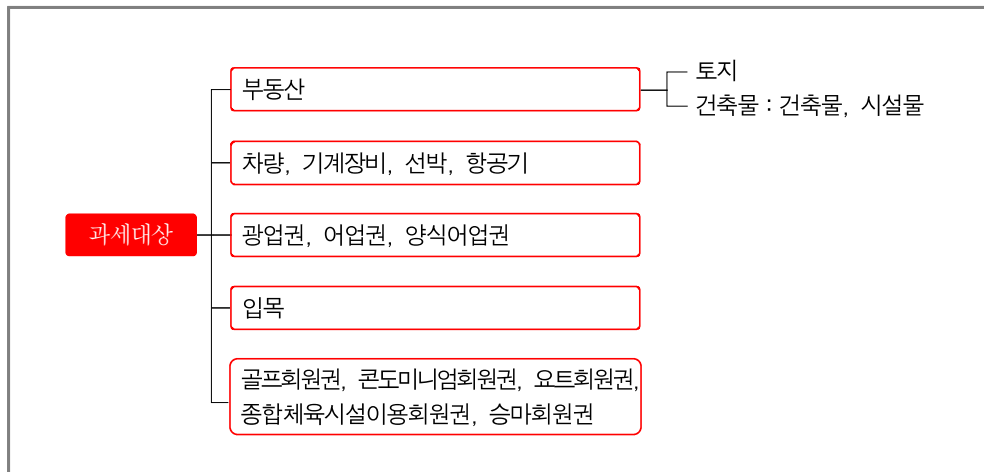 부동산
토지
건축물 : 건축물, 시설물
차량, 기계장비, 선박, 항공기
과세대상
광업권, 어업권, 양식어업권
입목
골프회원권, 콘도미니엄회원권, 요트회원권,
종합체육시설이용회원권, 승마회원권